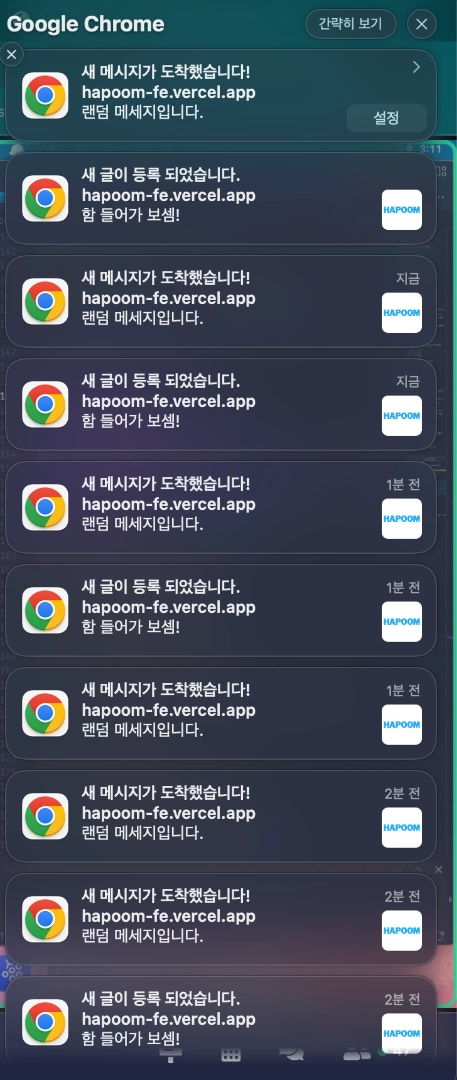 Google Chrome
간략히 보기
새 메시지가 도착했습니다!
hapoom-fe.vercel.app
랜덤 메세지입니다.
설정
3:11
새 글이 등록 되었습니다.
hapoom-fe.vercel.app
함 들어가 보셈!
HAPOOM
새 메시지가 도착했습니다!
지금
hapoom-fe.vercel.app
랜덤 메세지입니다.
HAPOOM
새 글이 등록 되었습니다.
지금
hapoom-fe.vercel.app
함 들어가 보셈!
HAPOOM
새 메시지가 도착했습니다!
1분 전
hapoom-fe.vercel.app
랜덤 메세지입니다.
HAPOOM
새 글이 등록 되었습니다.
1분 전
hapoom-fe.vercel.app
함 들어가 보셈!
HAPOOM
새 메시지가 도착했습니다!
1분 전
hapoom-fe.vercel.app
랜덤 메세지입니다.
HAPOOM
새 메시지가 도착했습니다!
2분 전
hapoom-fe.vercel.app
랜덤 메세지입니다.
HAPOOM
새 메시지가 도착했습니다!
2분 전
hapoom-fe.vercel.app
랜덤 메세지입니다.
HAPOOM
새 글이 등록 되었습니다.
2분 전
hapoom-fe.vercel.app
함 들어가 보셈!
HAPOOM